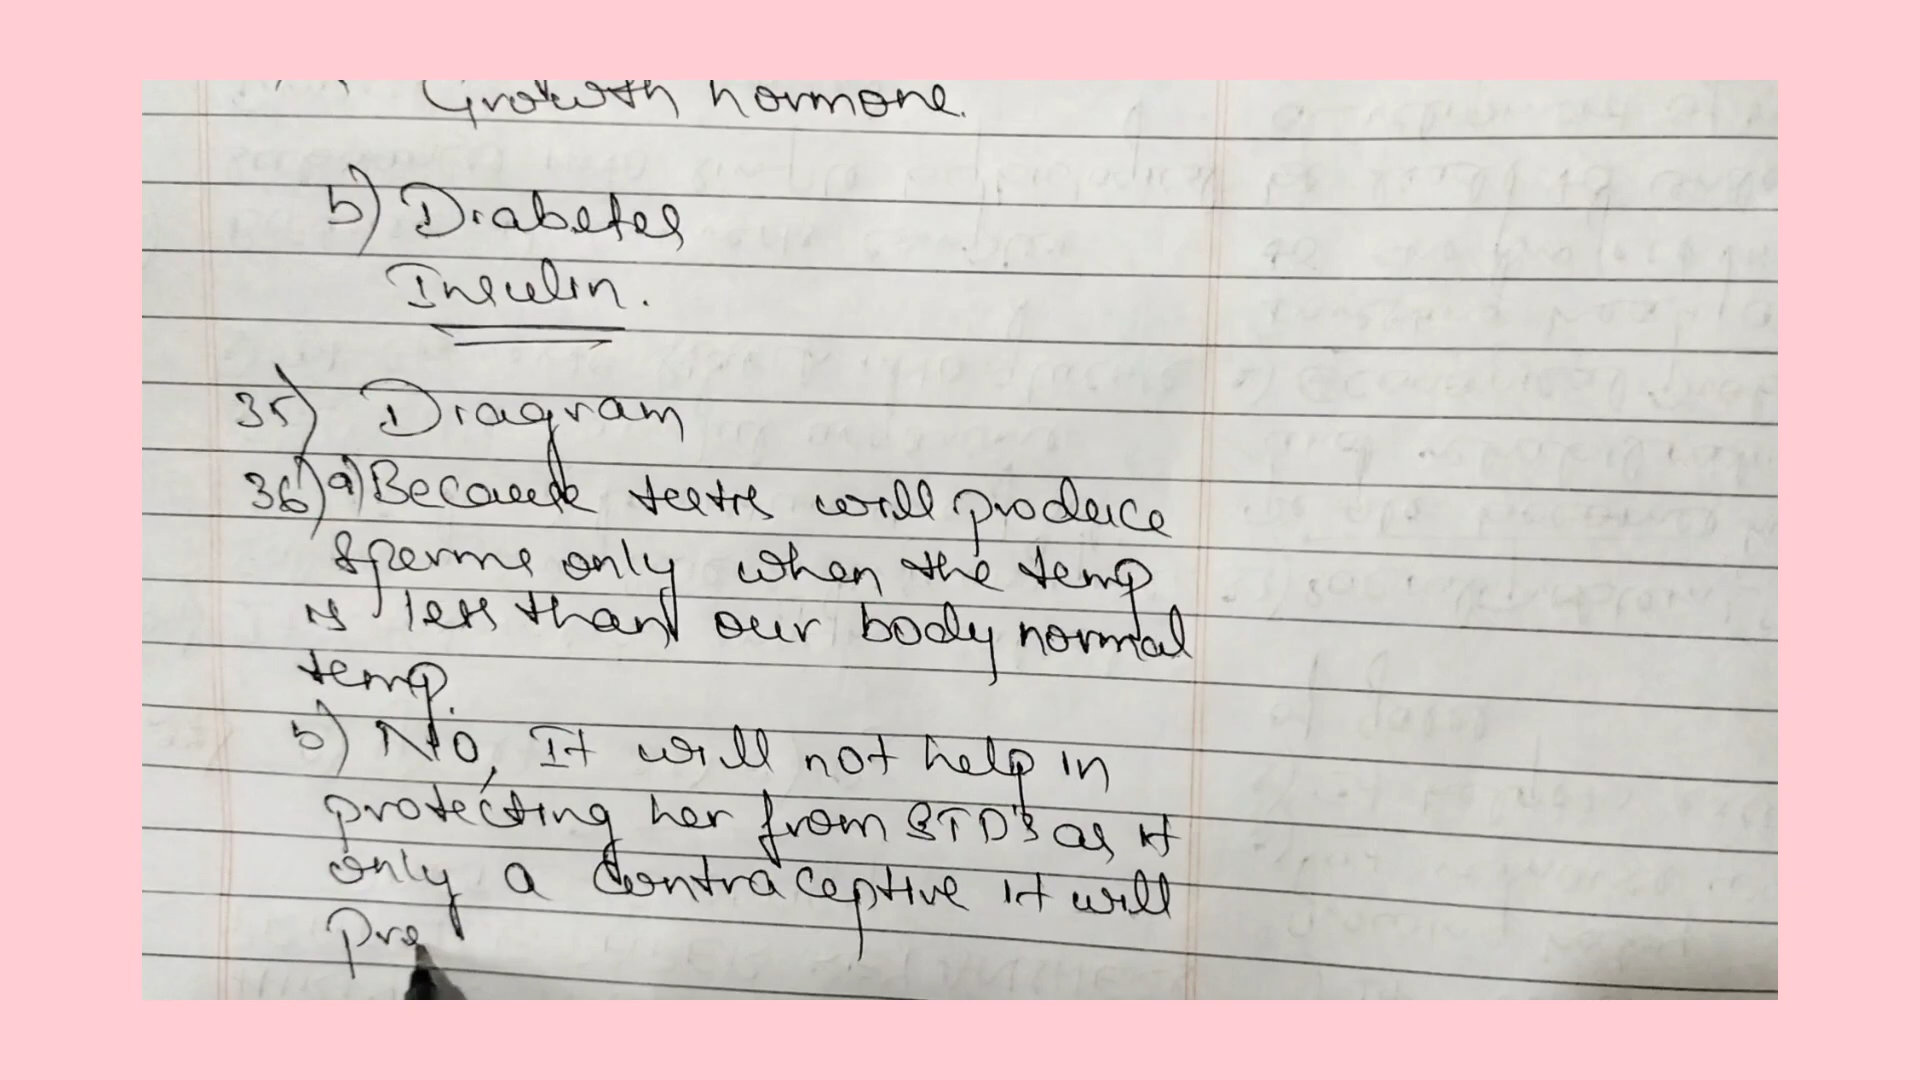 Growth hormone.
b) Diabetes
Insulin.
35) Diagram
36) a) Because testis will produce
sperms only when the temp
is less than our body normal
temp.
b) No, It will not help in
protecting her from STD's as it
only a contraceptive it will
Pre